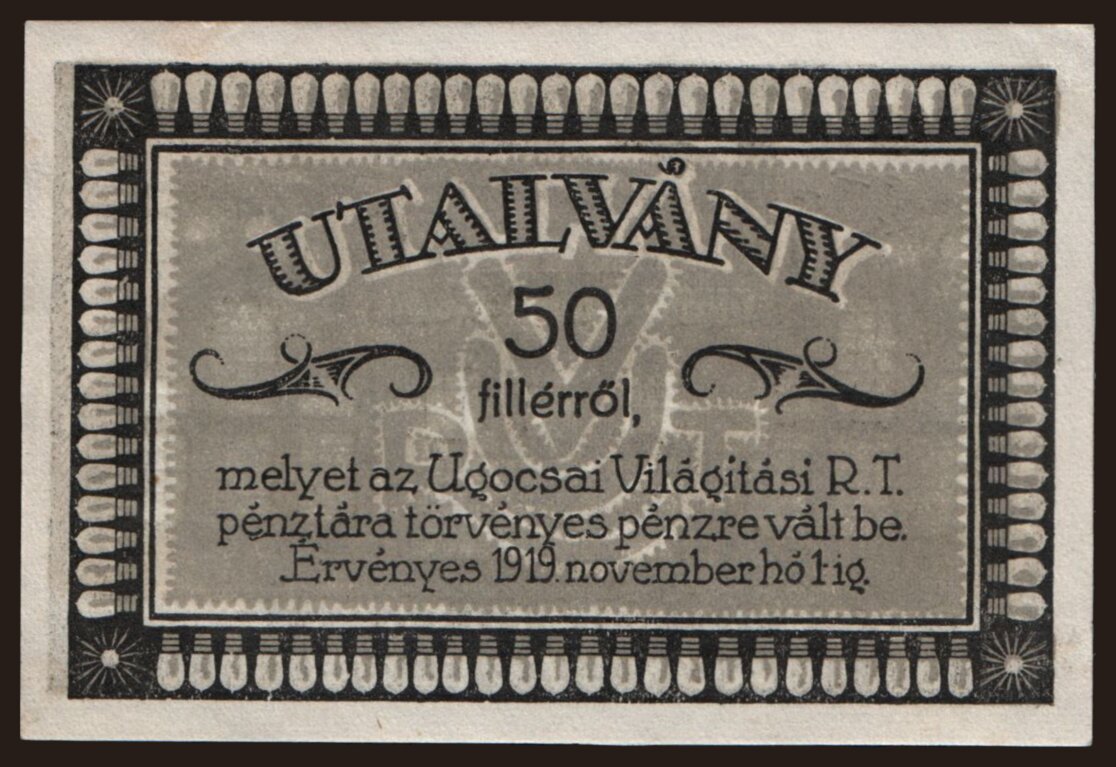 UTALVÁNY
50
fillérről,
melyet az Ugocsai Világitási R.T.
pénztára törvényes pénzre vált be.
Érvényes 1919. november hó 1-ig.